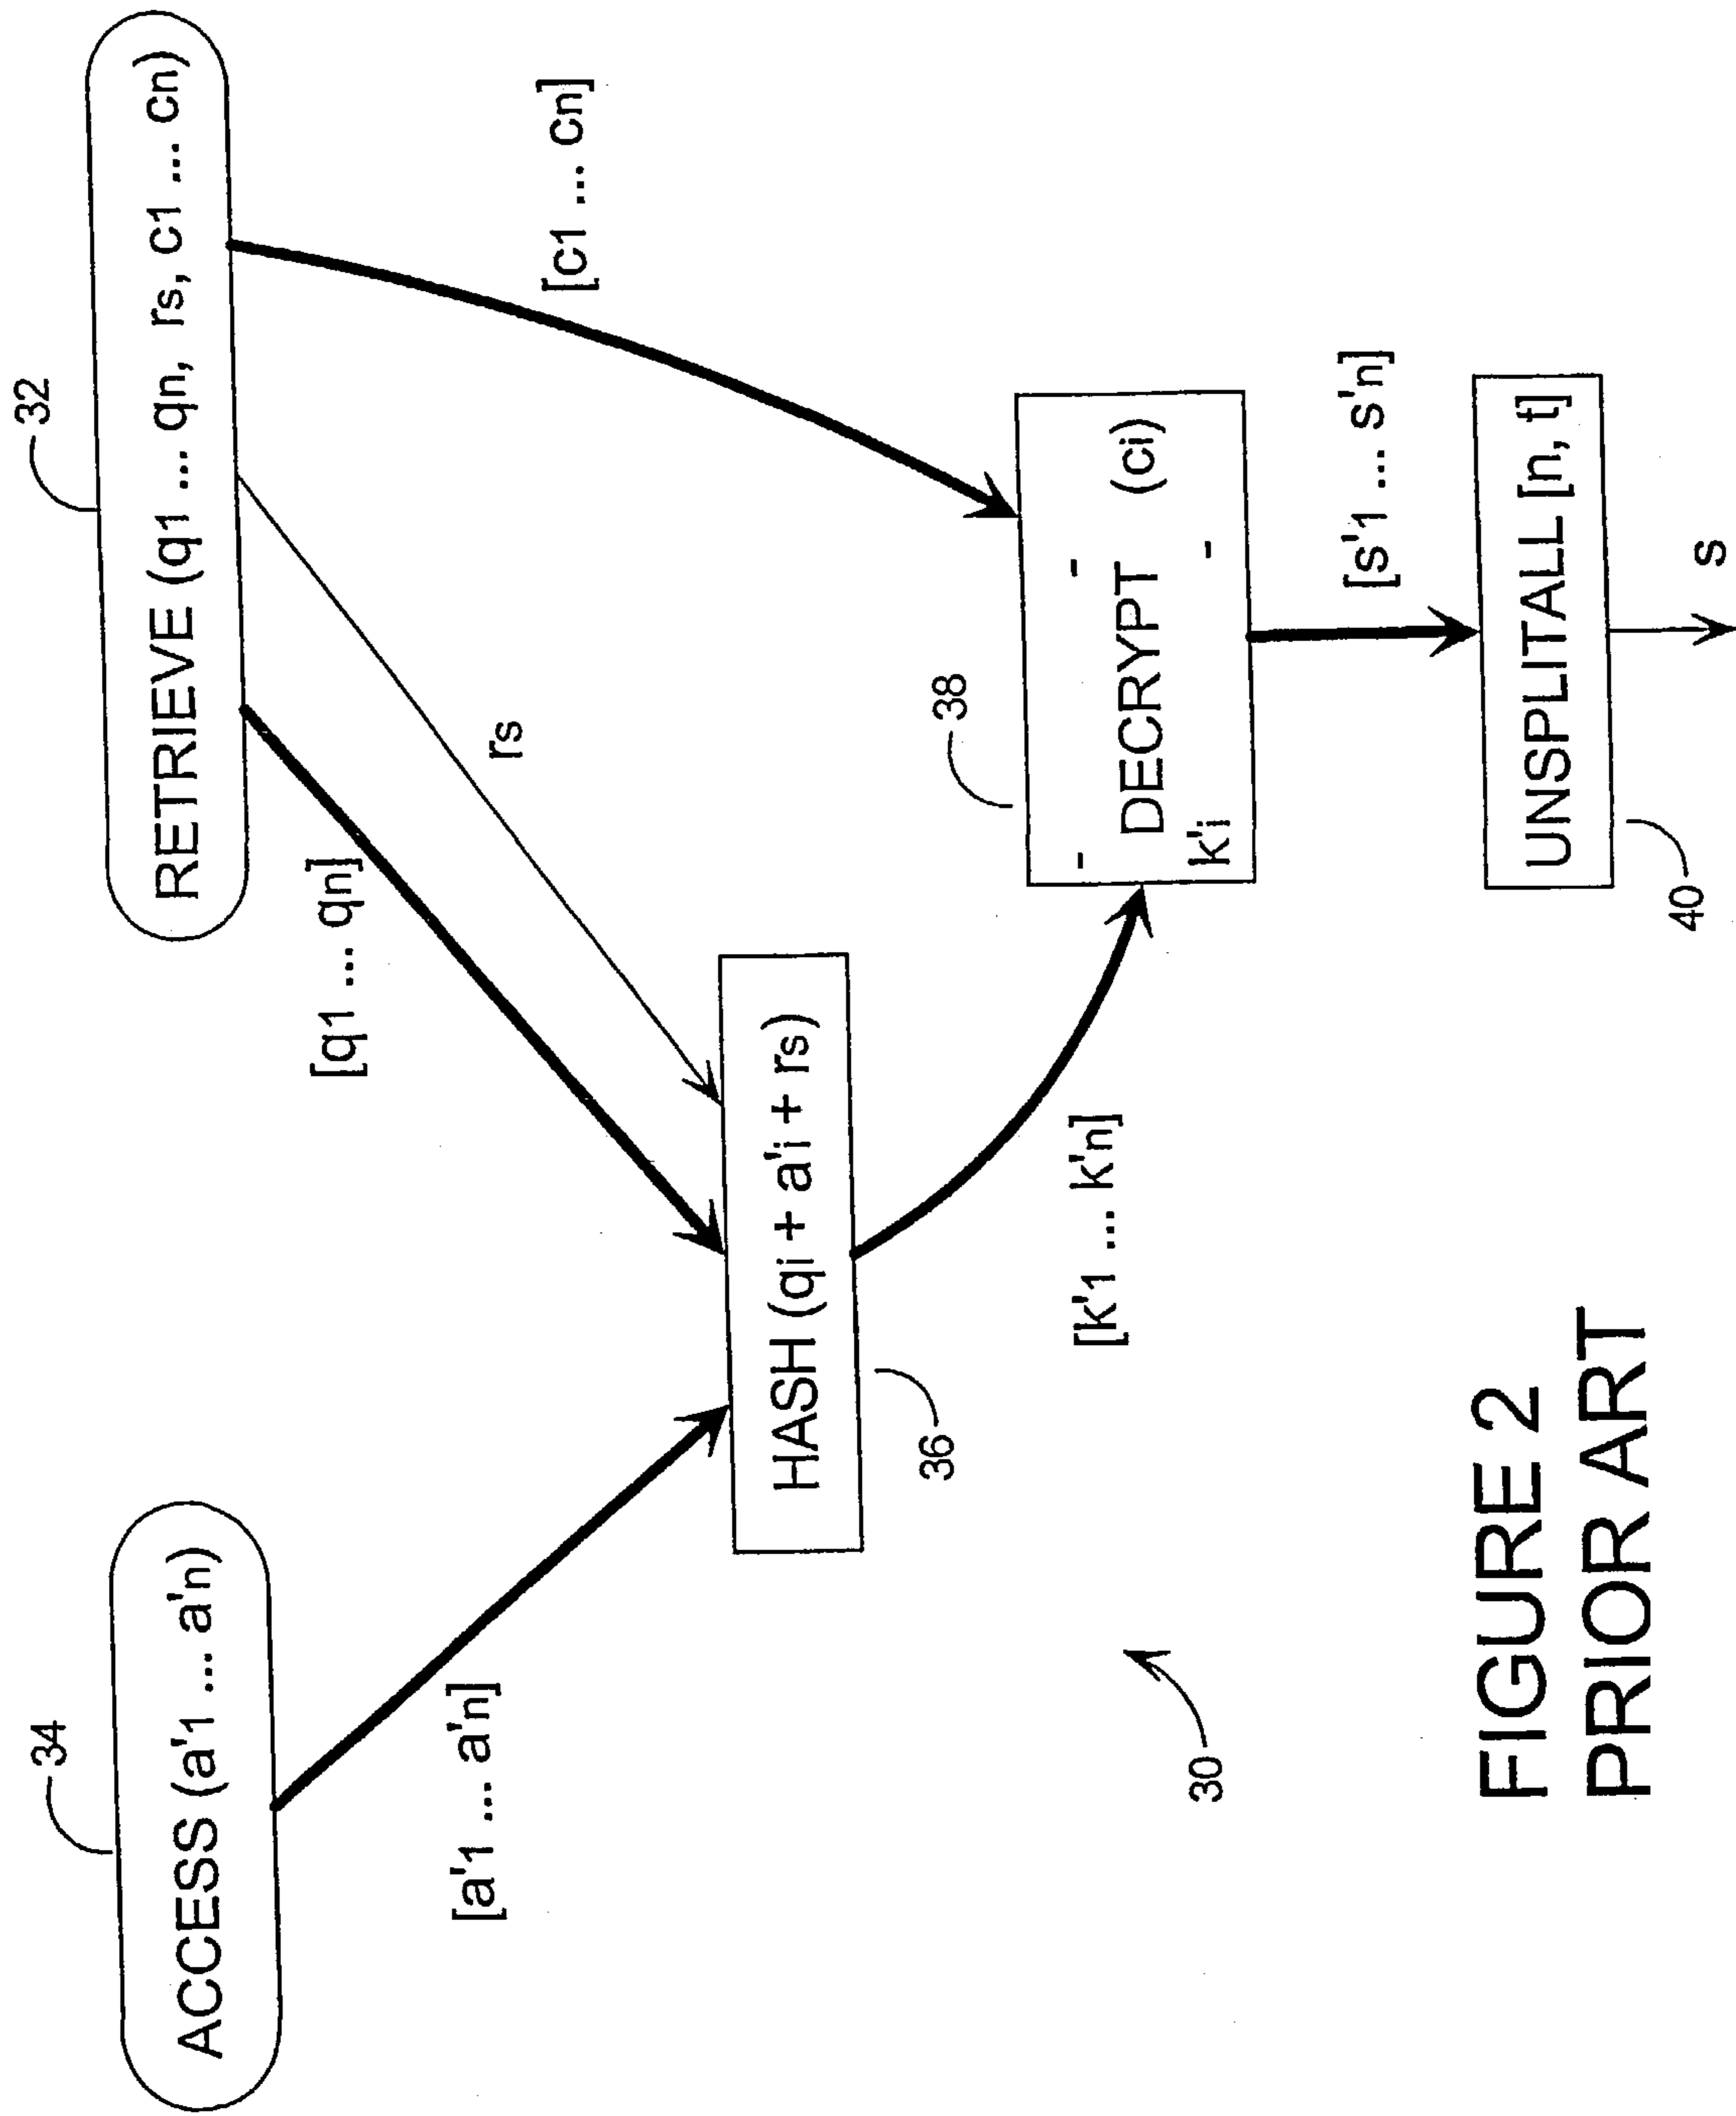 34
32
ACCESS (a'1 ... a'n)
RETRIEVE (q1 ... qn, rs, c1 ... cn)
[q1 ... qn]
[a'1 ... a'n]
rs
[c1 ... cn]
HASH (qi + a'i + rs)
36
38
DECRYPT (ci)
k'i
[k'1 ... k'n]
30
[s'1 ... s'n]
UNSPLITALL [n, t]
40
s
FIGURE 2
PRIOR ART